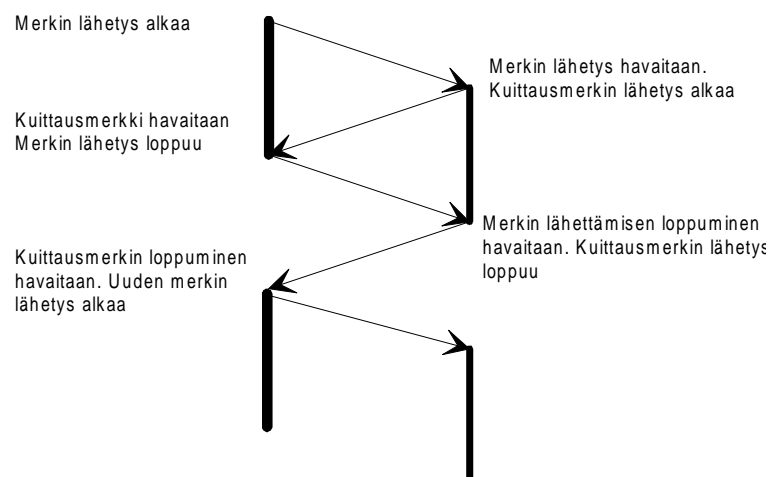 Merkin lähetys alkaa
Merkin lähetys havaitaan.
Kuittausmerkin lähetys alkaa
Kuittausmerkki havaitaan
Merkin lähetys loppuu
Merkin lähettämisen loppuminen
havaitaan. Kuittausmerkin lähetys
loppuu
Kuittausmerkin loppuminen
havaitaan. Uuden merkin
lähetys alkaa